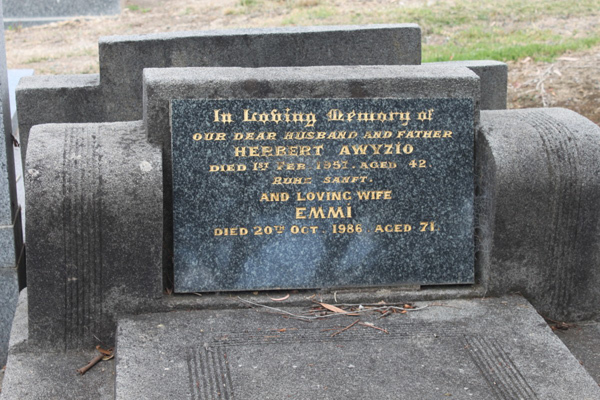 In Loving Memory of
OUR DEAR HUSBAND AND FATHER
HERBERT AWYZIO
DIED 1ST FEB. 1957. AGED 42.
RUHE SANFT.
AND LOVING WIFE
EMMI
DIED 20TH OCT. 1986. AGED 71.